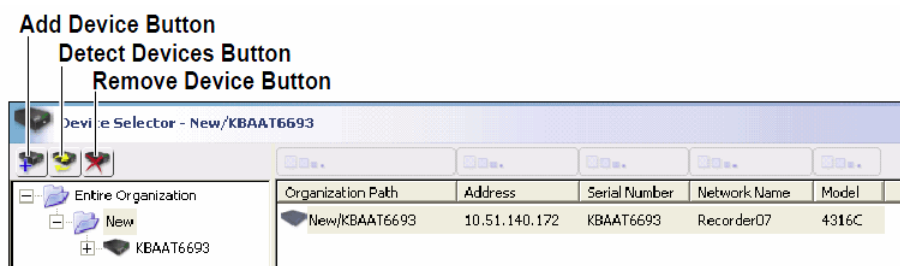 Add Device Button
Detect Devices Button
Remove Device Button
Device Selector - New/KBAAT6693
Entire Organization
New
KBAAT6693
Organization Path Address Serial Number Network Name Model
New/KBAAT6693 10.51.140.172 KBAAT6693 Recorder07 4316C